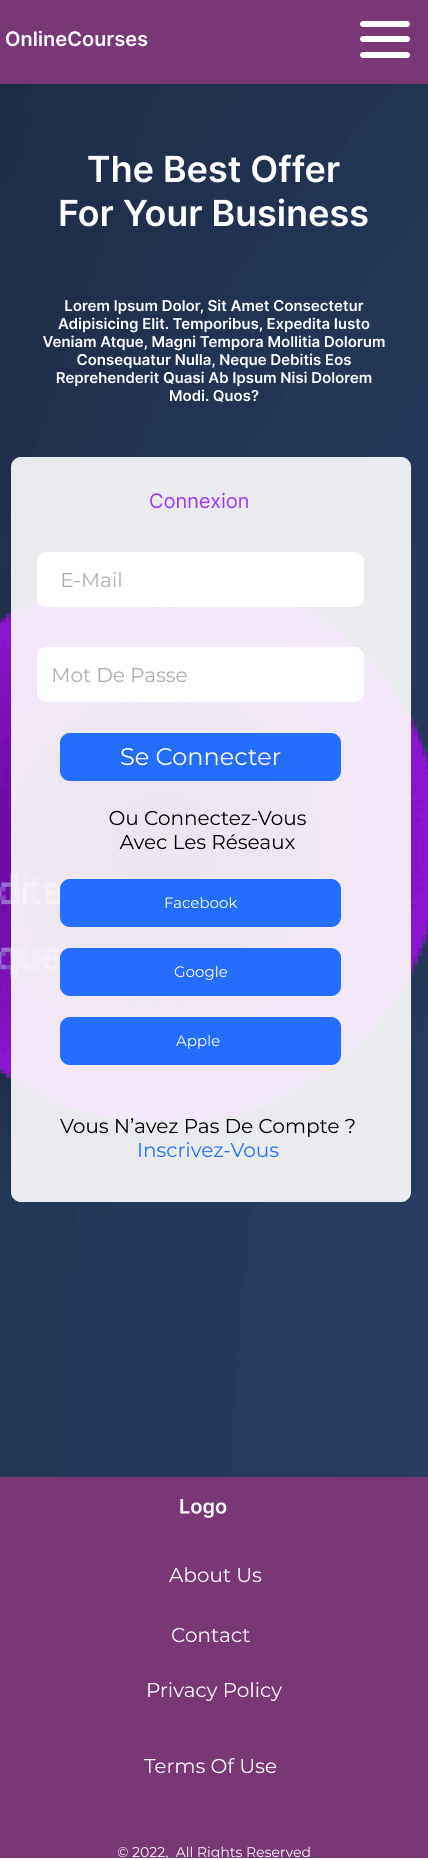 OnlineCourses
The Best Offer
For Your Business
Lorem Ipsum Dolor, Sit Amet Consectetur
Adipisicing Elit. Temporibus, Expedita Iusto
Veniam Atque, Magni Tempora Mollitia Dolorum
Consequatur Nulla, Neque Debitis Eos
Reprehenderit Quasi Ab Ipsum Nisi Dolorem
Modi. Quos?
Connexion
E-Mail
Mot De Passe
Se Connecter
Ou Connectez-Vous
Avec Les Réseaux
dite
Facebook
que
Google
Apple
Vous N’avez Pas De Compte ?
Inscrivez-Vous
Logo
About Us
Contact
Privacy Policy
Terms Of Use
© 2022, All Rights Reserved